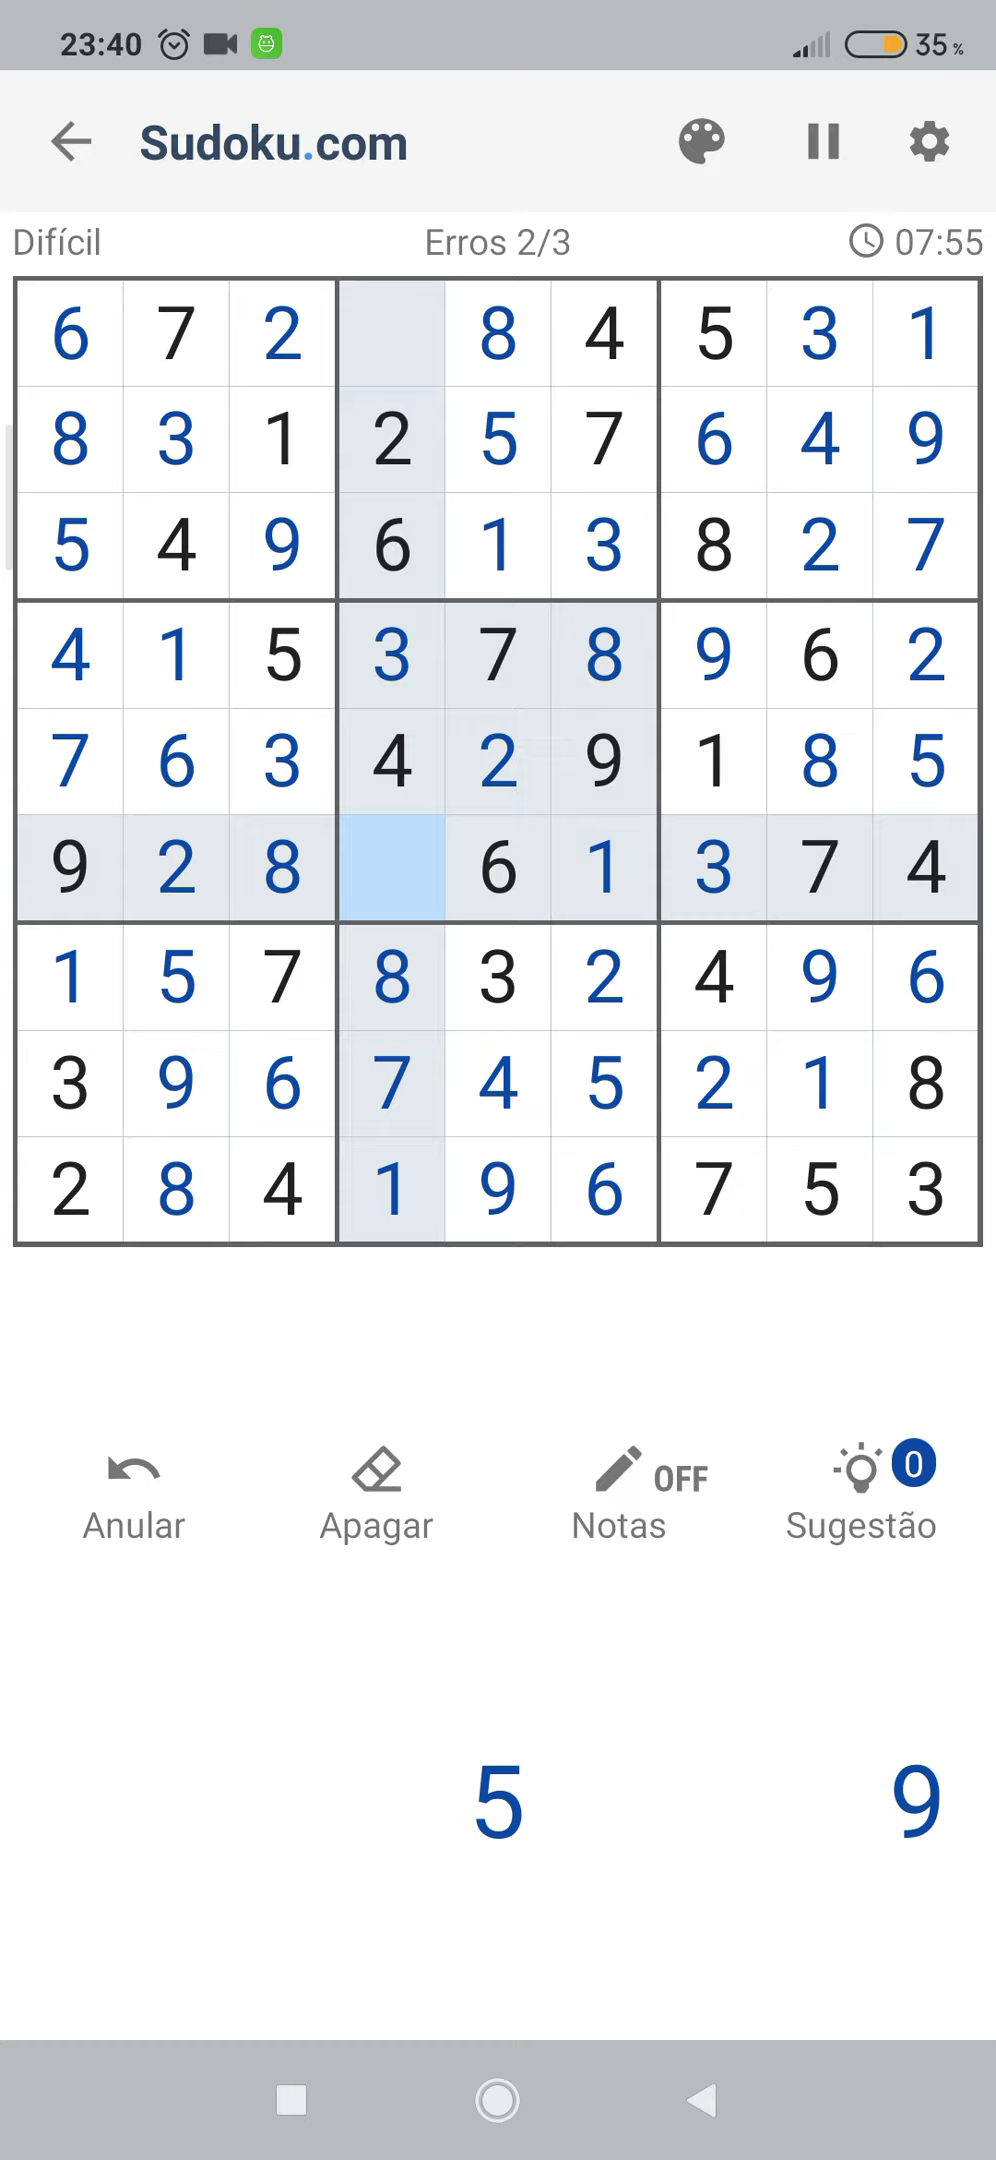 23:40 35 %
Sudoku.com
Difícil Erros 2/3 07:55
6 7 2 8 4 5 3 1
8 3 1 2 5 7 6 4 9
5 4 9 6 1 3 8 2 7
4 1 5 3 7 8 9 6 2
7 6 3 4 2 9 1 8 5
9 2 8 6 1 3 7 4
1 5 7 8 3 2 4 9 6
3 9 6 7 4 5 2 1 8
2 8 4 1 9 6 7 5 3
OFF 0
Anular Apagar Notas Sugestão
5 9